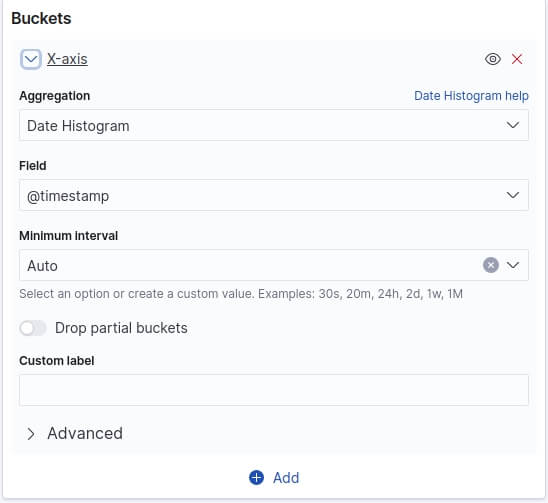 Buckets
X-axis
Aggregation
Date Histogram help
Date Histogram
Field
@timestamp
Minimum interval
Auto
Select an option or create a custom value. Examples: 30s, 20m, 24h, 2d, 1w, 1M
Drop partial buckets
Custom label
Advanced
Add